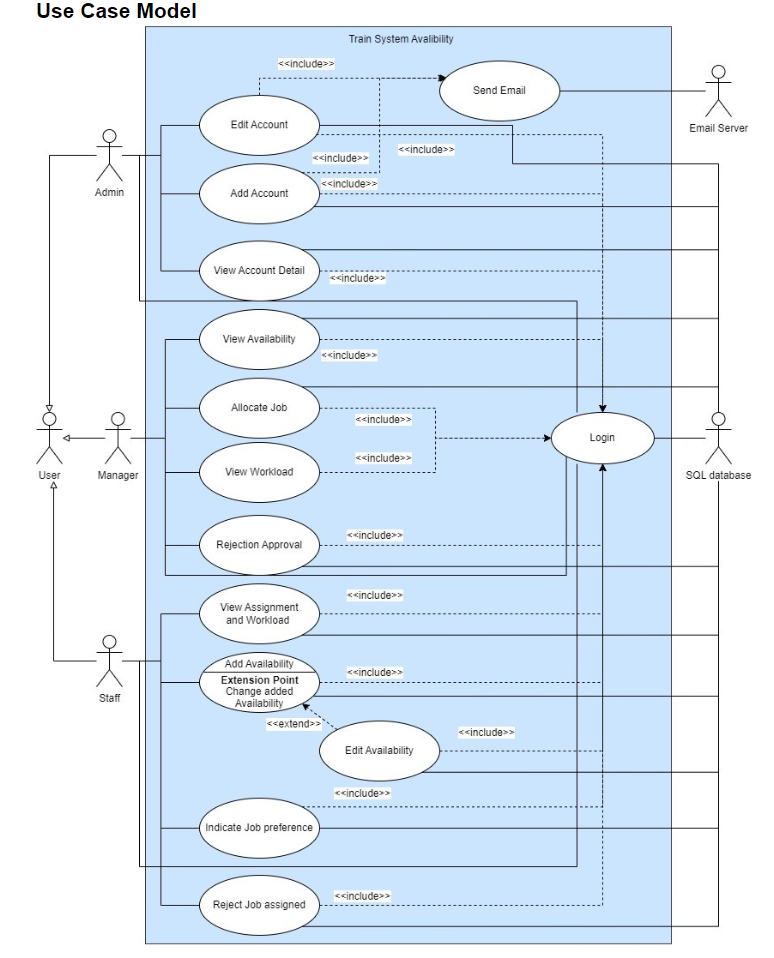 Use Case Model
Train System Avalibility
<<include>>
Send Email
Email Server
Edit Account
<<include>>
<<include>>
Admin
Add Account
<<include>>
View Account Detail
<<include>>
View Availability
<<include>>
Allocate Job
<<include>>
User
Manager
Login
SQL database
View Workload
<<include>>
Rejection Approval
<<include>>
View Assignment
and Workload
<<include>>
Staff
Add Availability
Extension Point
Change added
Availability
<<include>>
<<extend>>
Edit Availability
<<include>>
<<include>>
Indicate Job preference
Reject Job assigned
<<include>>